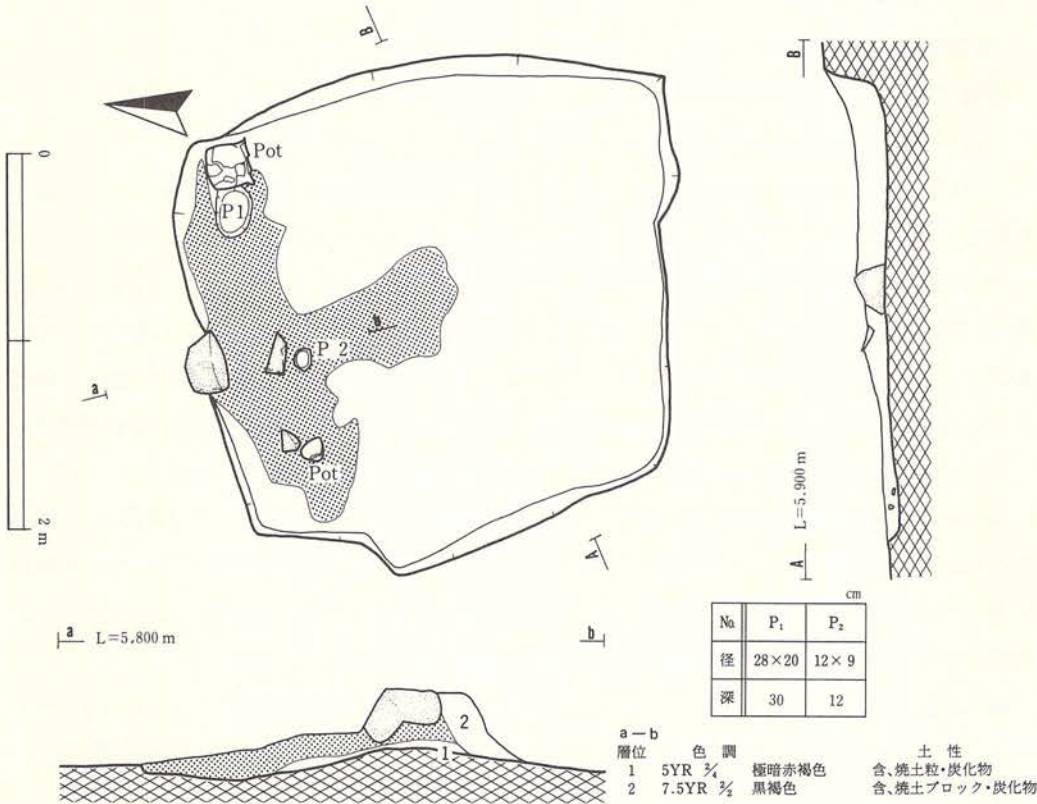 B
B
Pot
0
P1
a
P 2
a
Pot
2 m
A
L=5.900 m
A
a L=5.800 m b
2
1
cm
No. P₁ P₂
径 28×20 12×9
深 30 12
a—b
層位 色調 土性
1 5YR 2/4 極暗赤褐色 含、焼土粒・炭化物
2 7.5YR 2/2 黒褐色 含、焼土ブロック・炭化物